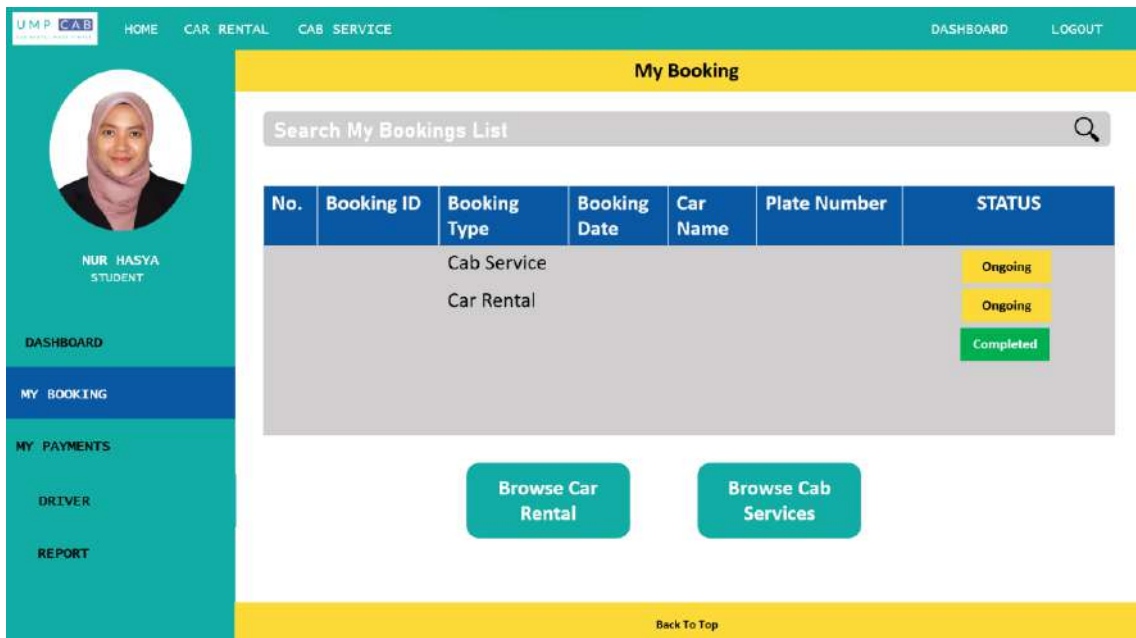 UMP CAB
HOME CAR RENTAL CAB SERVICE DASHBOARD LOGOUT
My Booking
Search My Bookings List
No. Booking ID Booking Type Booking Date Car Name Plate Number STATUS
Cab Service Ongoing
Car Rental Ongoing
Completed
NUR HASYA
STUDENT
DASHBOARD
MY BOOKING
MY PAYMENTS
DRIVER
REPORT
Browse Car
Rental
Browse Cab
Services
Back To Top